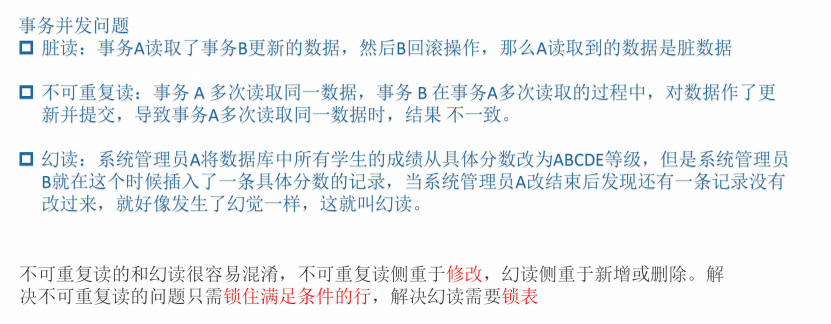 事务并发问题
脏读：事务A读取了事务B更新的数据，然后B回滚操作，那么A读取到的数据是脏数据
不可重复读：事务 A 多次读取同一数据，事务 B 在事务A多次读取的过程中，对数据作了更
新并提交，导致事务A多次读取同一数据时，结果 不一致。
幻读：系统管理员A将数据库中所有学生的成绩从具体分数改为ABCDE等级，但是系统管理员
B就在这个时候插入了一条具体分数的记录，当系统管理员A改结束后发现还有一条记录没有
改过来，就好像发生了幻觉一样，这就叫幻读。
不可重复读的和幻读很容易混淆，不可重复读侧重于修改，幻读侧重于新增或删除。解
决不可重复读的问题只需锁住满足条件的行，解决幻读需要锁表